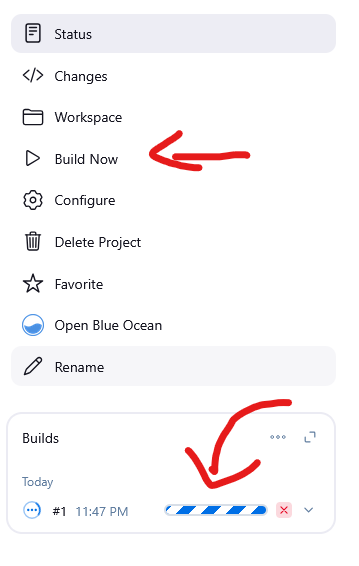 Status
Changes
Workspace
Build Now
Configure
Delete Project
Favorite
Open Blue Ocean
Rename
Builds
Today
#1 11:47 PM